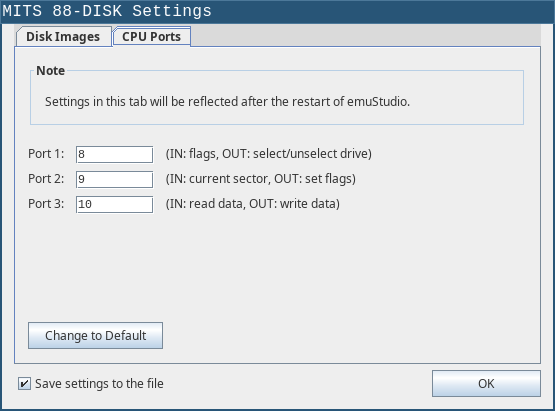 MITS 88-DISK Settings
Disk Images
CPU Ports
Note
Settings in this tab will be reflected after the restart of emuStudio.
Port 1: 8 (IN: flags, OUT: select/unselect drive)
Port 2: 9 (IN: current sector, OUT: set flags)
Port 3: 10 (IN: read data, OUT: write data)
Change to Default
Save settings to the file
OK